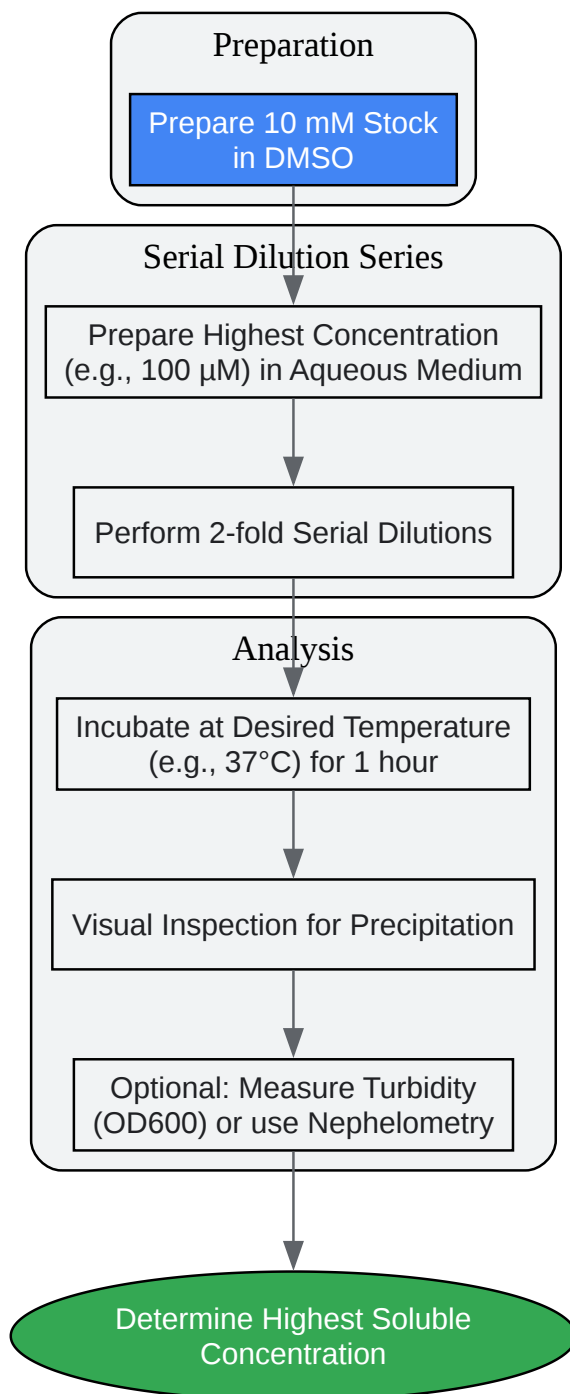 Preparation
Prepare 10 mM Stock
in DMSO
Serial Dilution Series
Prepare Highest Concentration
(e.g., 100 µM) in Aqueous Medium
Perform 2-fold Serial Dilutions
Analysis
Incubate at Desired Temperature
(e.g., 37°C) for 1 hour
Visual Inspection for Precipitation
Optional: Measure Turbidity
(OD600) or use Nephelometry
Determine Highest Soluble
Concentration